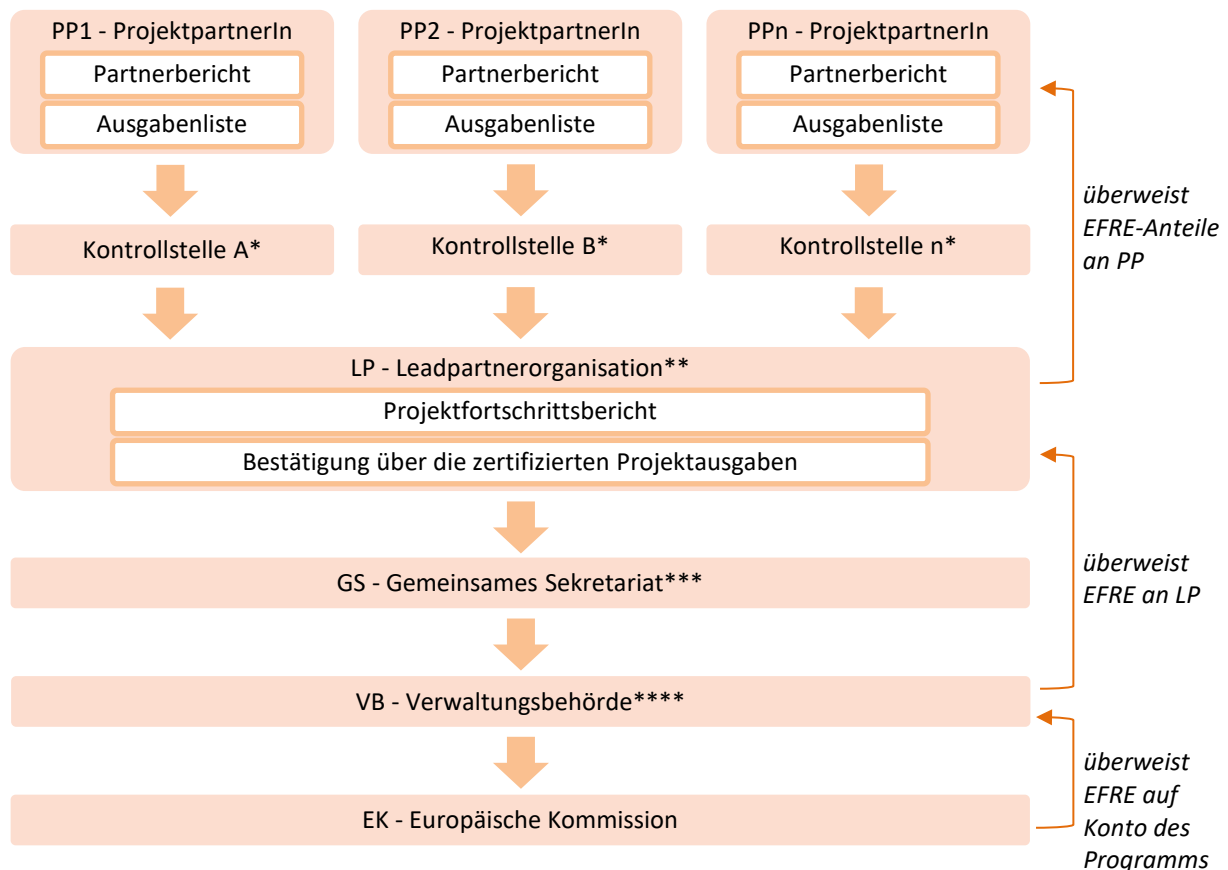 PP1 - ProjektpartnerIn
Partnerbericht
Ausgabenliste
PP2 - ProjektpartnerIn
Partnerbericht
Ausgabenliste
PPn - ProjektpartnerIn
Partnerbericht
Ausgabenliste
Kontrollstelle A*
Kontrollstelle B*
Kontrollstelle n*
überweist
EFRE-Anteile
an PP
LP - Leadpartnerorganisation**
Projektfortschrittsbericht
Bestätigung über die zertifizierten Projektausgaben
GS - Gemeinsames Sekretariat***
überweist
EFRE an LP
VB - Verwaltungsbehörde****
EK - Europäische Kommission
überweist
EFRE auf
Konto des
Programms